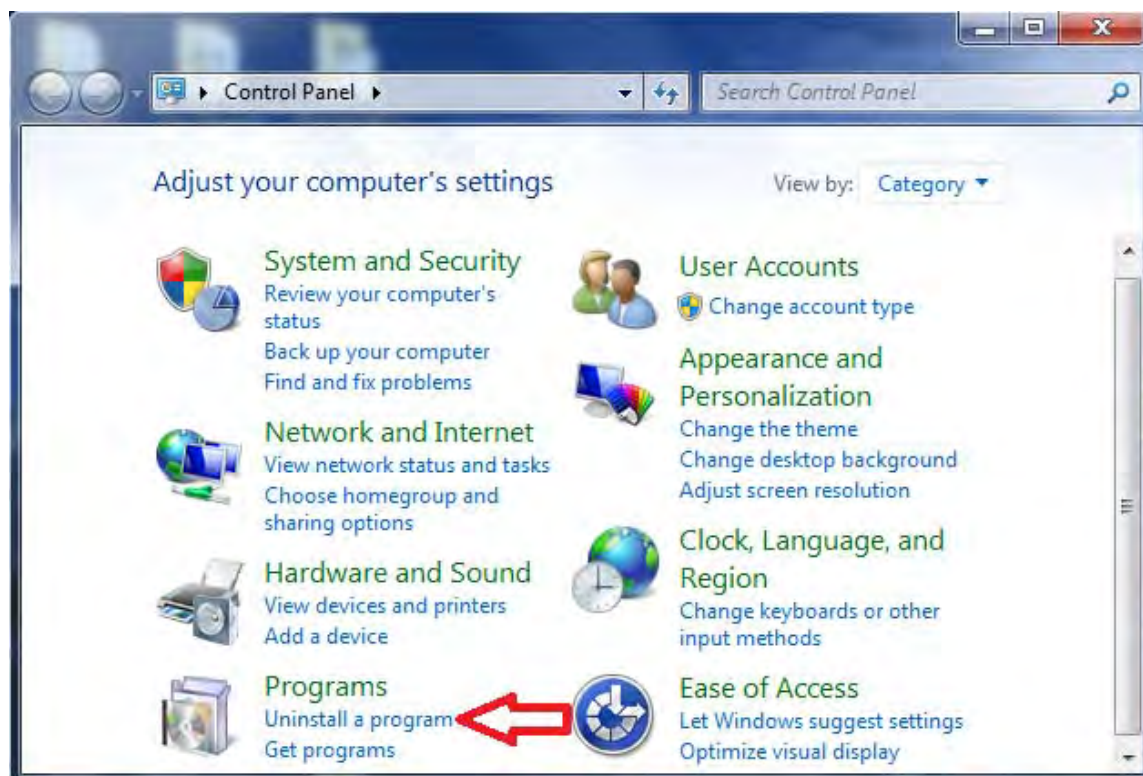 Control Panel
Search Control Panel
Adjust your computer's settings
View by: Category
System and Security
Review your computer's
status
Back up your computer
Find and fix problems
Network and Internet
View network status and tasks
Choose homegroup and
sharing options
Hardware and Sound
View devices and printers
Add a device
Programs
Uninstall a program
Get programs
User Accounts
Change account type
Appearance and
Personalization
Change the theme
Change desktop background
Adjust screen resolution
Clock, Language, and
Region
Change keyboards or other
input methods
Ease of Access
Let Windows suggest settings
Optimize visual display